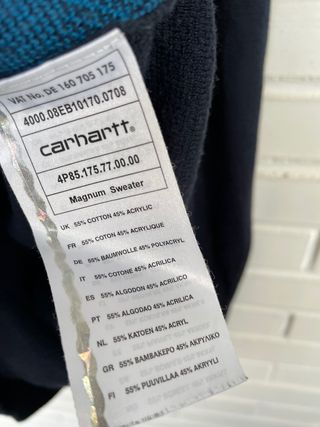 VAT No. DE 160 705 175
4000.08EB10170.0708
carhartt.
4P85.175.77.00.00
Magnum Sweater
UK : 55% COTTON 45% ACRYLIC
FR : 55% COTON 45% ACRYLIQUE
DE : 55% BAUMWOLLE 45% POLYACRYL
IT : 55% COTONE 45% ACRILICA
ES : 55% ALGODON 45% ACRILICO
PT : 55% ALGODAO 45% ACRILICA
NL : 55% KATOEN 45% ACRYL
GR : 55% BAMBAKEPO 45% ΑΚΡΥΛΙΚΟ
FI : 55% PUUVILLAA 45% AKRYYLI